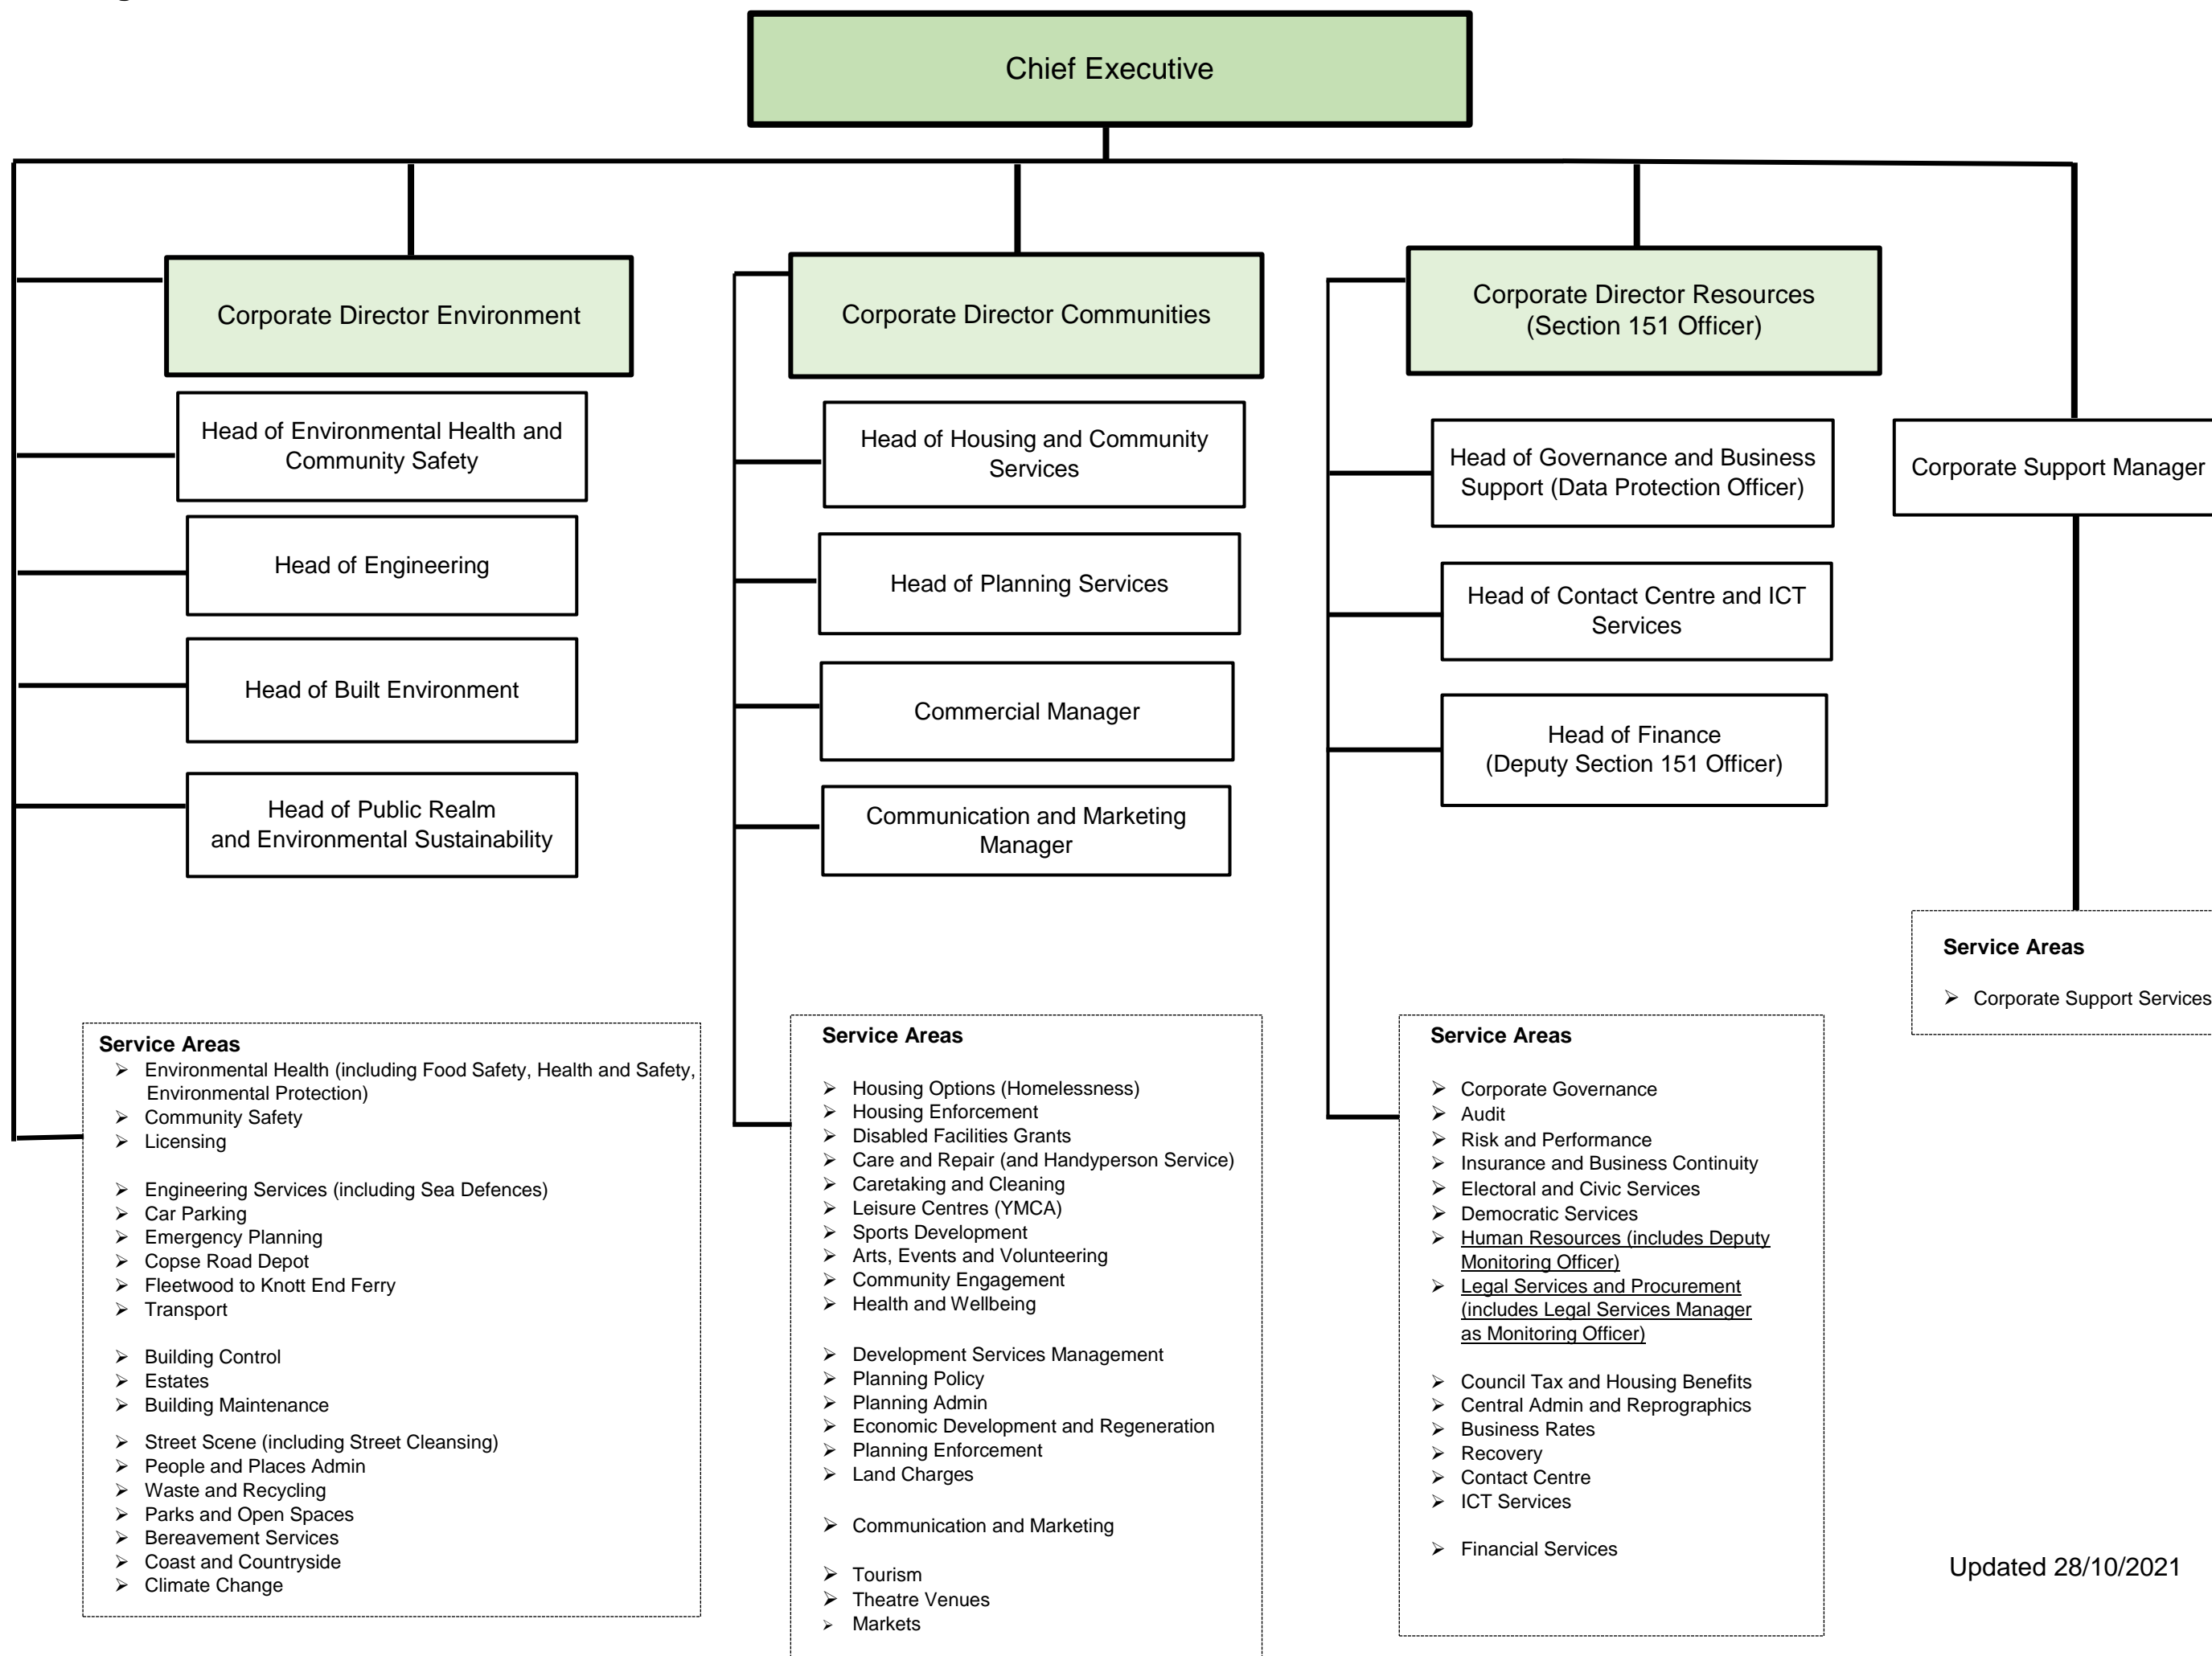 Chief Executive
Corporate Director Environment
Head of Environmental Health and
Community Safety
Head of Engineering
Head of Built Environment
Head of Public Realm
and Environmental Sustainability
Service Areas
➢ Environmental Health (including Food Safety, Health and Safety,
Environmental Protection)
➢ Community Safety
➢ Licensing
➢ Engineering Services (including Sea Defences)
➢ Car Parking
➢ Emergency Planning
➢ Copse Road Depot
➢ Fleetwood to Knott End Ferry
➢ Transport
➢ Building Control
➢ Estates
➢ Building Maintenance
➢ Street Scene (including Street Cleansing)
➢ People and Places Admin
➢ Waste and Recycling
➢ Parks and Open Spaces
➢ Bereavement Services
➢ Coast and Countryside
➢ Climate Change
Corporate Director Communities
Head of Housing and Community
Services
Head of Planning Services
Commercial Manager
Communication and Marketing
Manager
Service Areas
➢ Housing Options (Homelessness)
➢ Housing Enforcement
➢ Disabled Facilities Grants
➢ Care and Repair (and Handyperson Service)
➢ Caretaking and Cleaning
➢ Leisure Centres (YMCA)
➢ Sports Development
➢ Arts, Events and Volunteering
➢ Community Engagement
➢ Health and Wellbeing
➢ Development Services Management
➢ Planning Policy
➢ Planning Admin
➢ Economic Development and Regeneration
➢ Planning Enforcement
➢ Land Charges
➢ Communication and Marketing
➢ Tourism
➢ Theatre Venues
➢ Markets
Corporate Director Resources
(Section 151 Officer)
Head of Governance and Business
Support (Data Protection Officer)
Head of Contact Centre and ICT
Services
Head of Finance
(Deputy Section 151 Officer)
Service Areas
➢ Corporate Governance
➢ Audit
➢ Risk and Performance
➢ Insurance and Business Continuity
➢ Electoral and Civic Services
➢ Democratic Services
➢ Human Resources (includes Deputy
Monitoring Officer)
➢ Legal Services and Procurement
(includes Legal Services Manager
as Monitoring Officer)
➢ Council Tax and Housing Benefits
➢ Central Admin and Reprographics
➢ Business Rates
➢ Recovery
➢ Contact Centre
➢ ICT Services
➢ Financial Services
Corporate Support Manager
Service Areas
➢ Corporate Support Services
Updated 28/10/2021